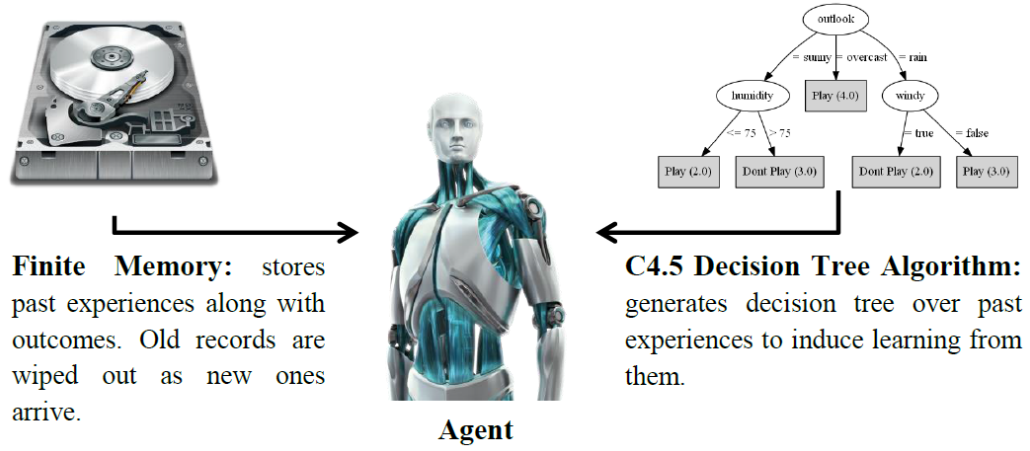 outlook
= sunny = overcast = rain
humidity Play (4.0) windy
<= 75 > 75 = true = false
Play (2.0) Dont Play (3.0) Dont Play (2.0) Play (3.0)
Finite Memory: stores
past experiences along with
outcomes. Old records are
wiped out as new ones
arrive.
C4.5 Decision Tree Algorithm:
generates decision tree over past
experiences to induce learning from
them.
Agent